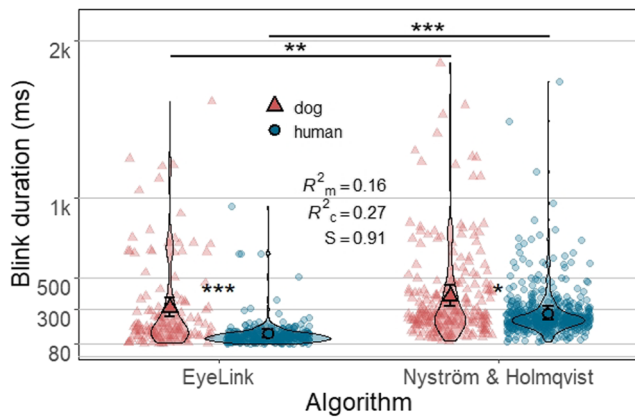 ***
**
2k
dog
human
R²ₘ = 0.16
R²c = 0.27
S = 0.91
1k
500
***
*
300
80
Blink duration (ms)
EyeLink
Nyström & Holmqvist
Algorithm